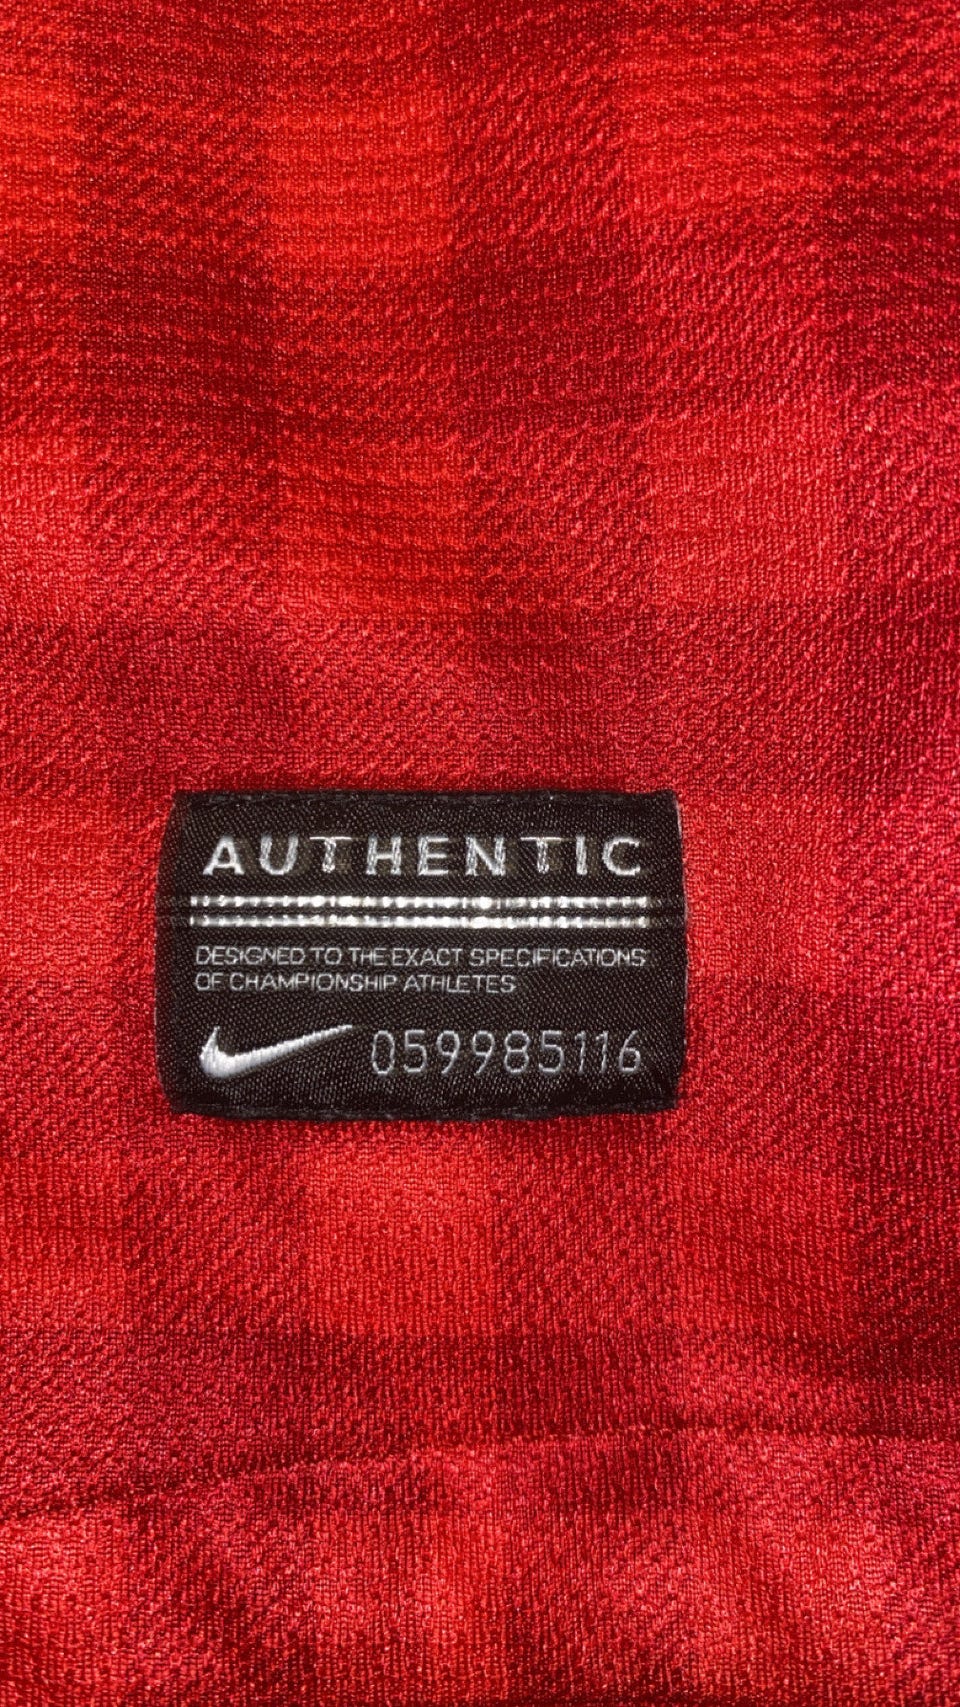 AUTHENTIC
DESIGNED TO THE EXACT SPECIFICATIONS
OF CHAMPIONSHIP ATHLETES
059985116